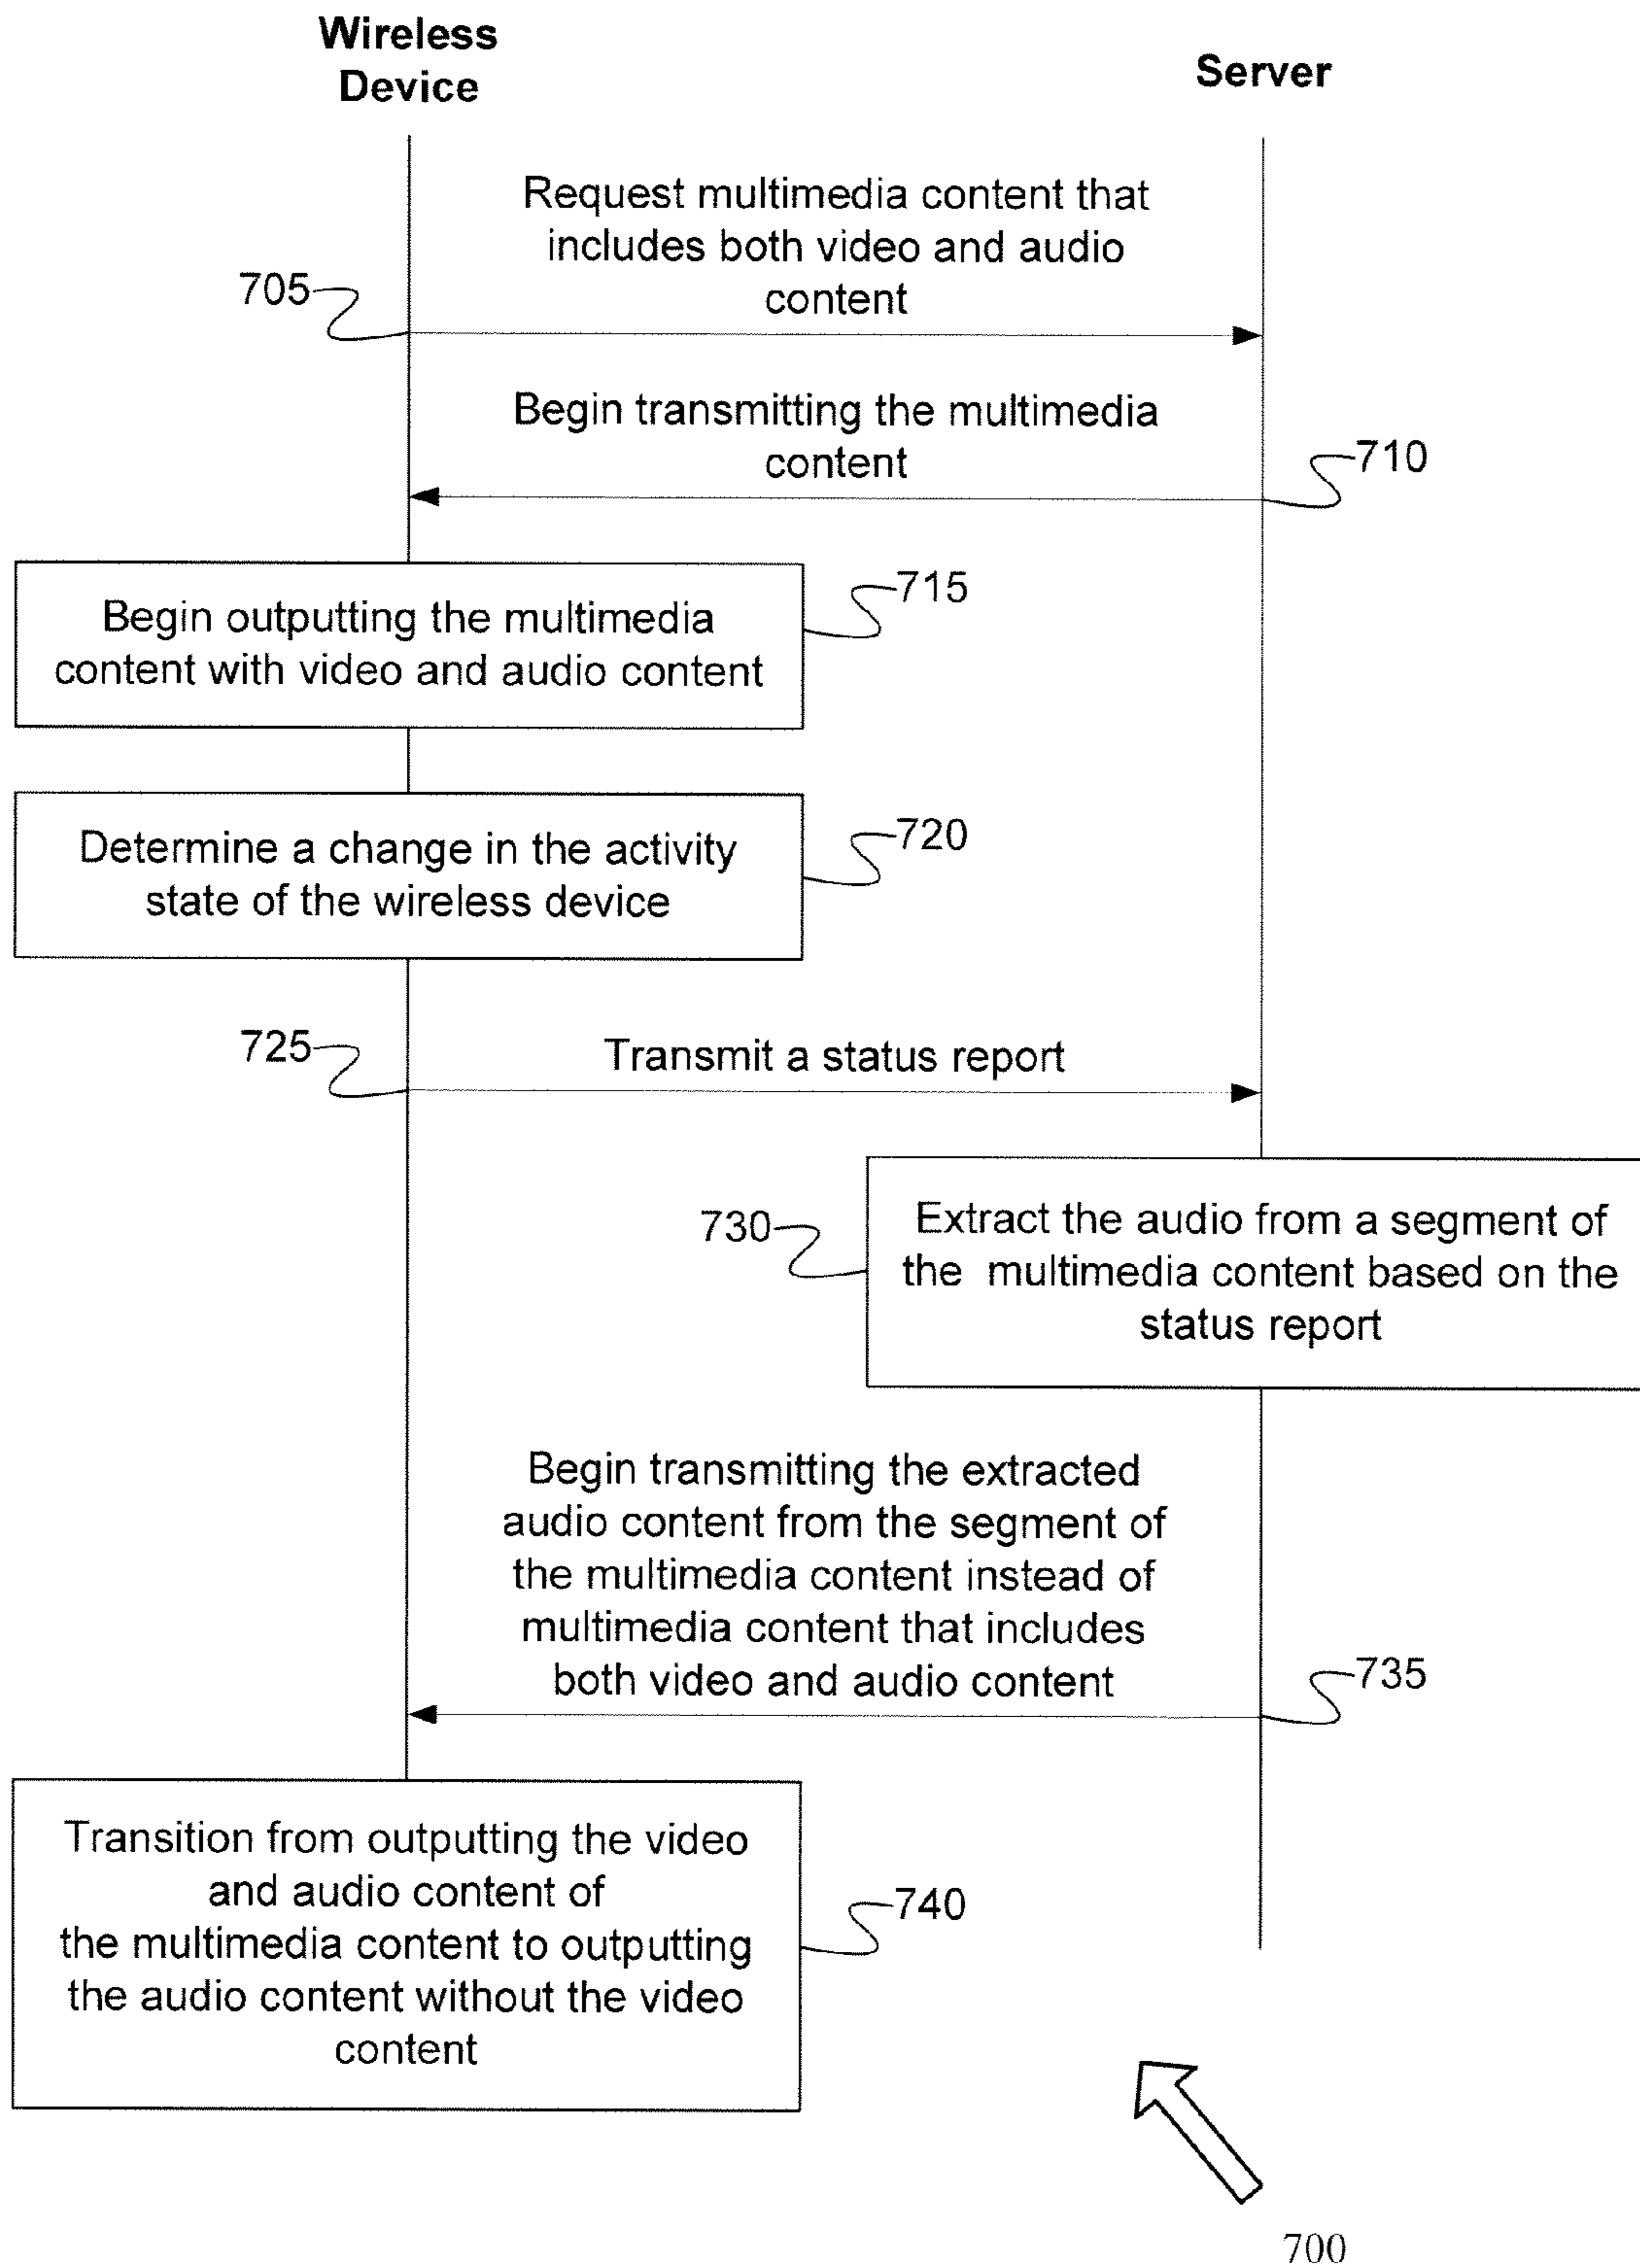 Wireless
Device
Server
Request multimedia content that
includes both video and audio
content
705
Begin transmitting the multimedia
content
710
Begin outputting the multimedia
content with video and audio content
715
Determine a change in the activity
state of the wireless device
720
725
Transmit a status report
730
Extract the audio from a segment of
the multimedia content based on the
status report
Begin transmitting the extracted
audio content from the segment of
the multimedia content instead of
multimedia content that includes
both video and audio content
735
Transition from outputting the video
and audio content of
the multimedia content to outputting
the audio content without the video
content
740
700